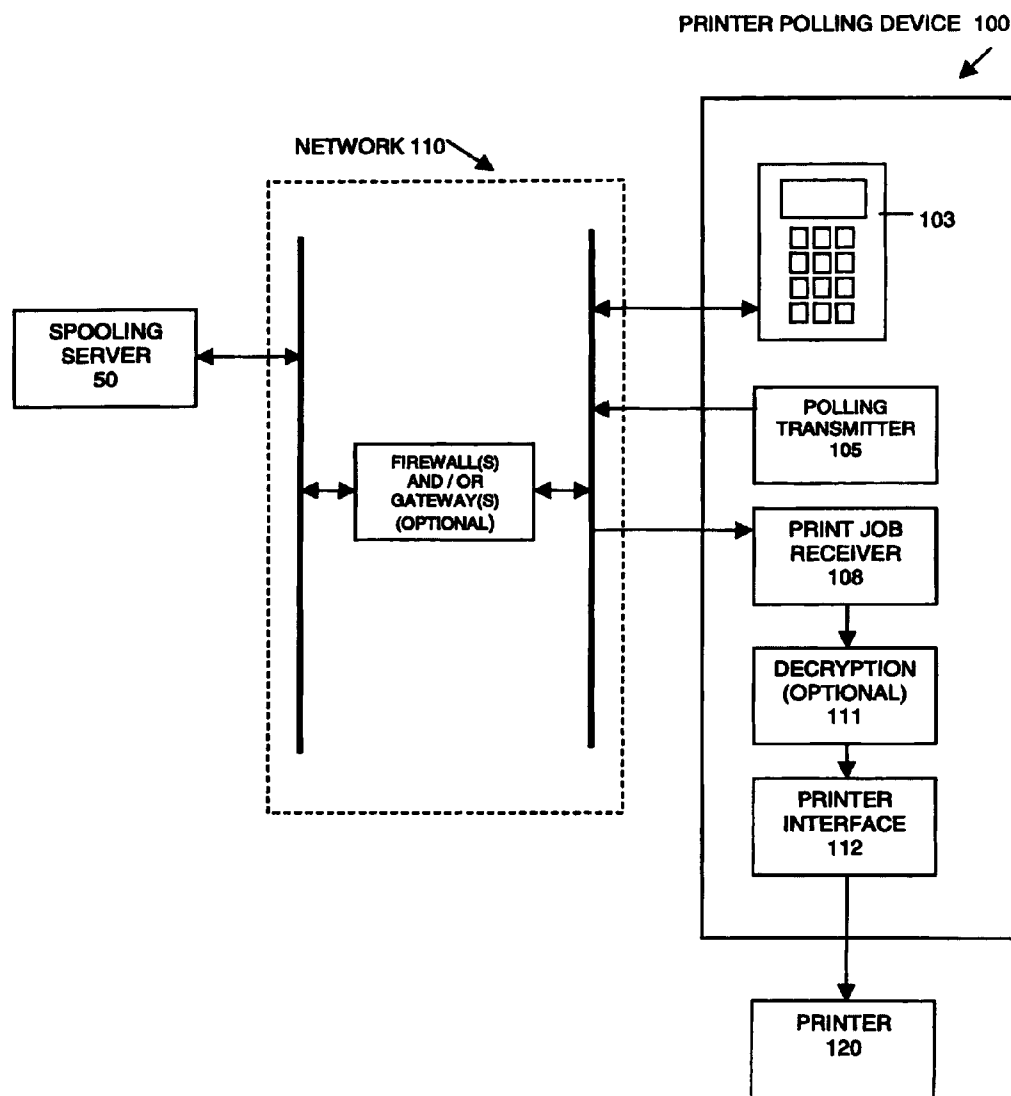 PRINTER POLLING DEVICE 100
NETWORK 110
103
SPOOLING
SERVER
50
POLLING
TRANSMITTER
105
FIREWALL(S)
AND / OR
GATEWAY(S)
(OPTIONAL)
PRINT JOB
RECEIVER
108
DECRYPTION
(OPTIONAL)
111
PRINTER
INTERFACE
112
PRINTER
120